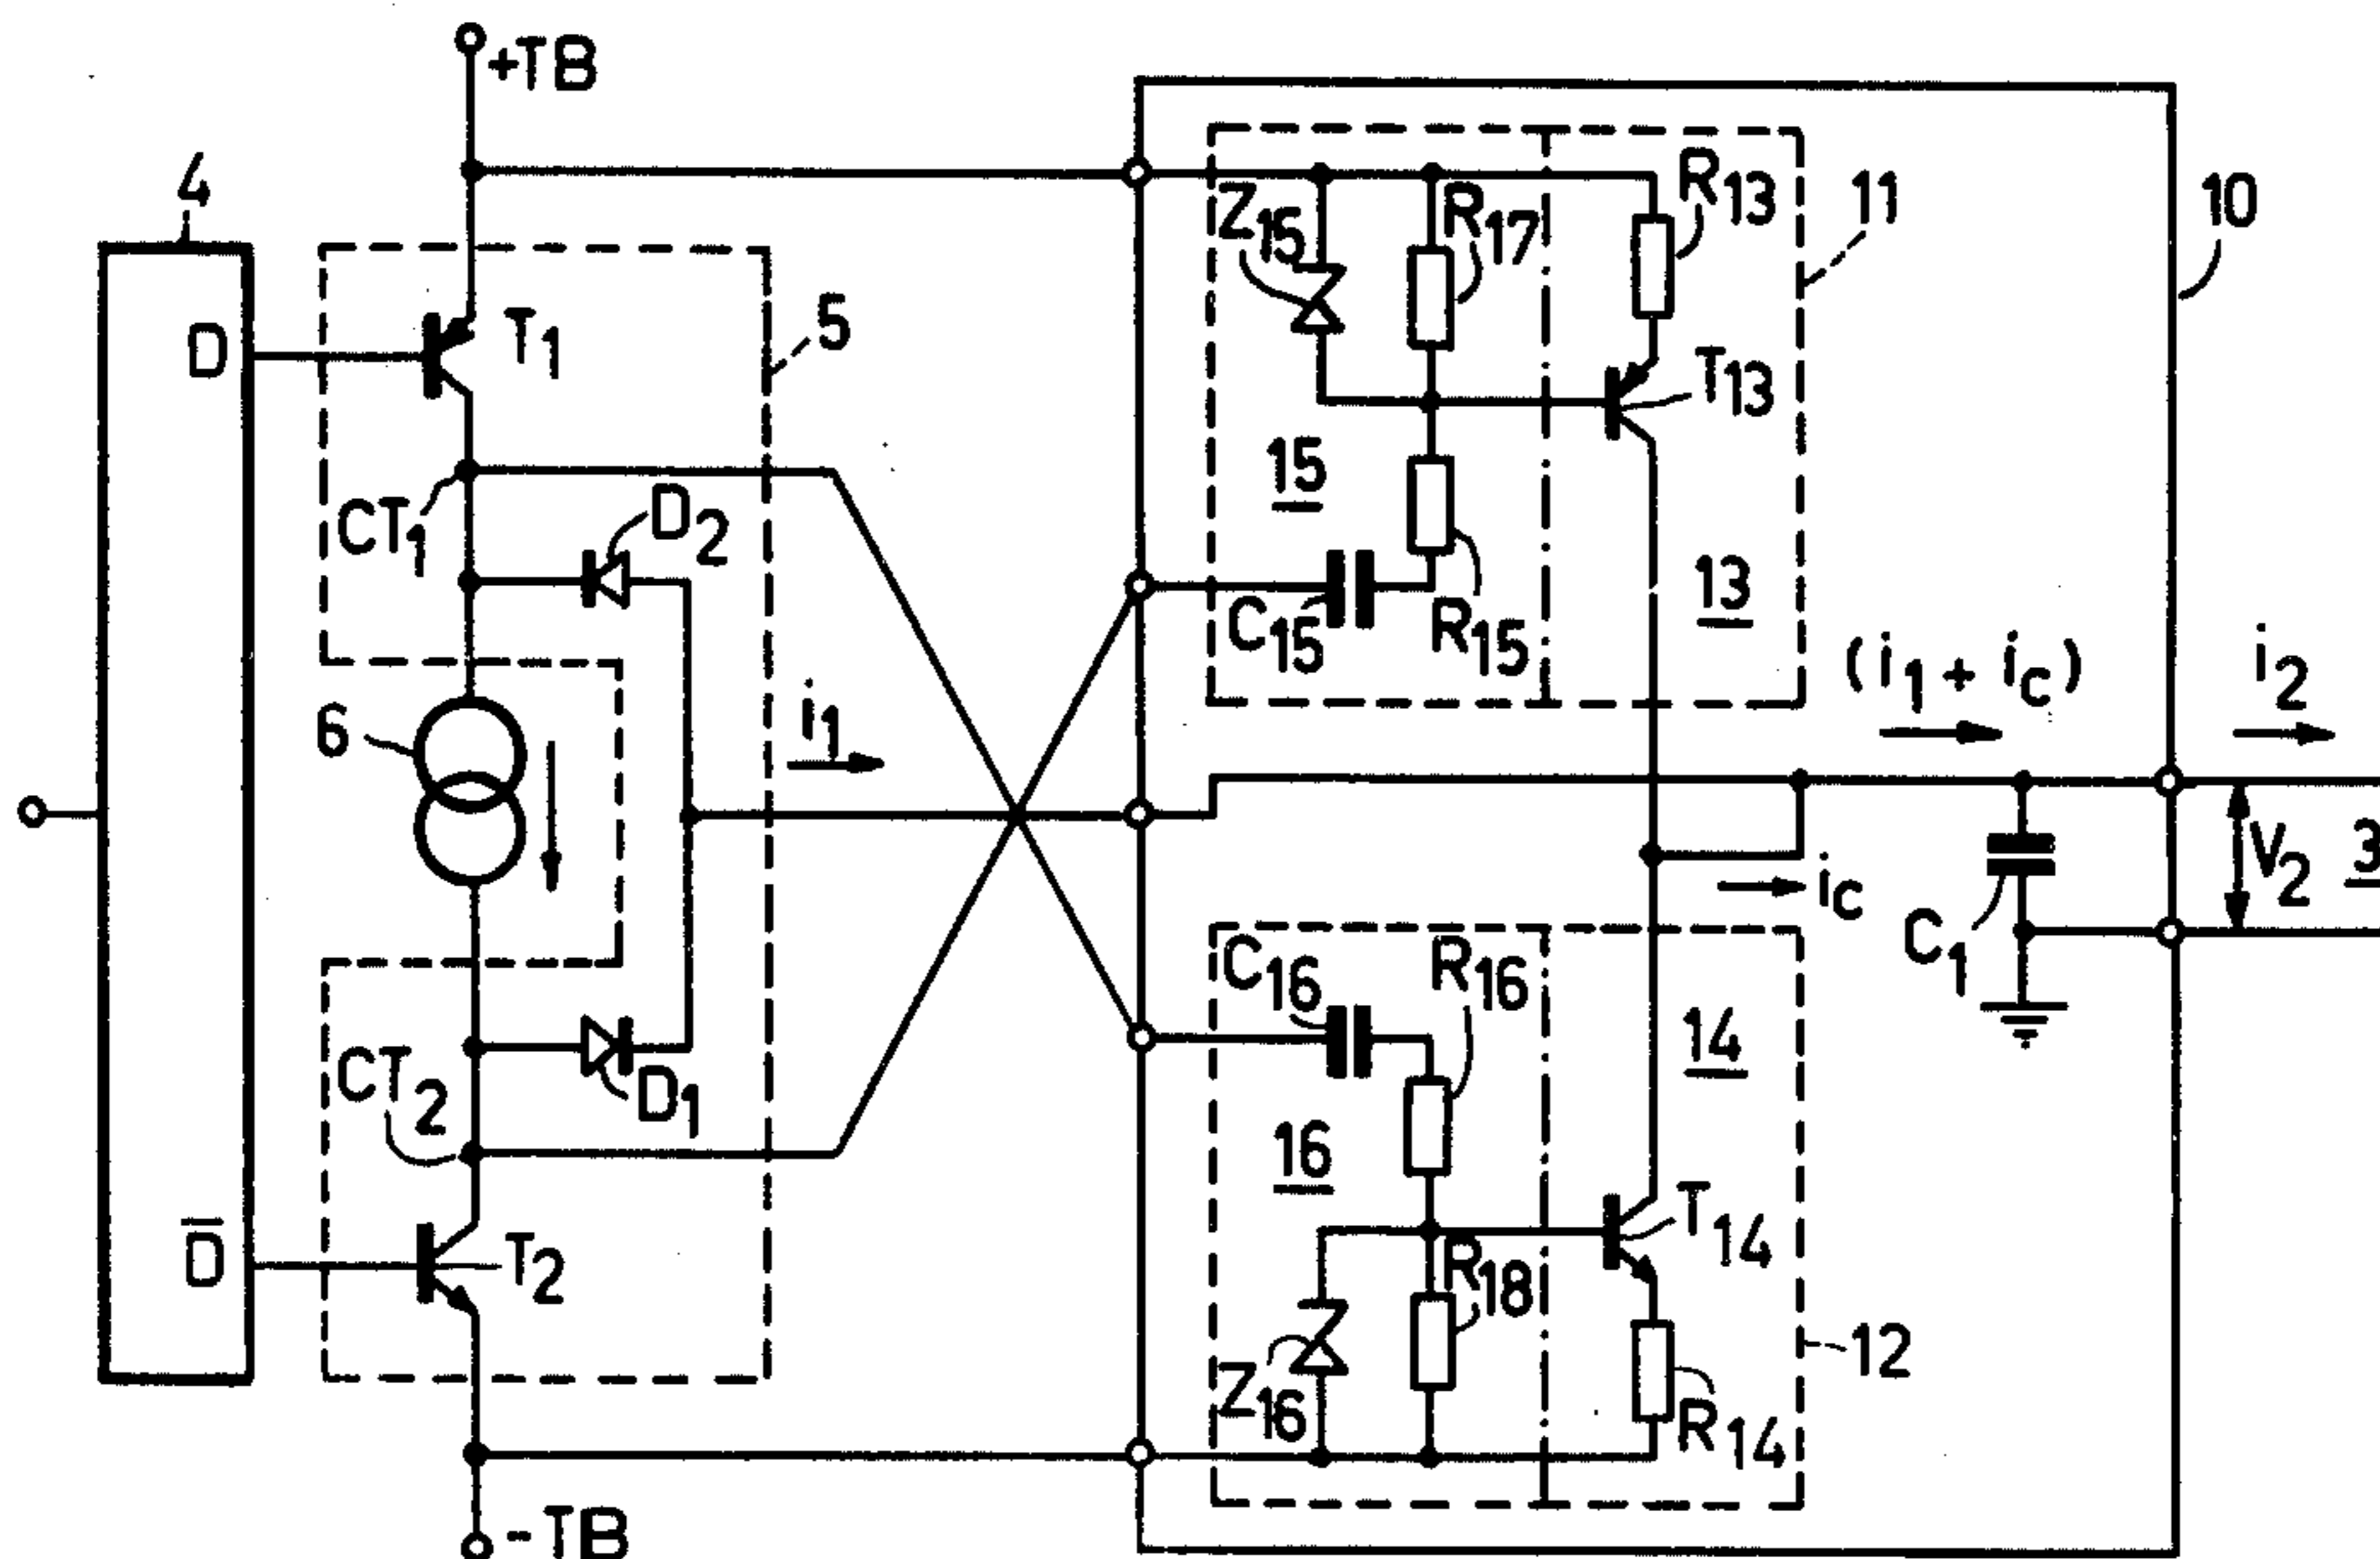 +TB
4
D
T1
5
CT1
D2
6
i1
CT2
D1
D̅
T2
-TB
Z15
R17
R13
11
10
T13
15
C15
R15
13
(i1 + ic)
i2
ic
C1
V2
3
C16
R16
14
16
T14
R18
Z16
12
R14